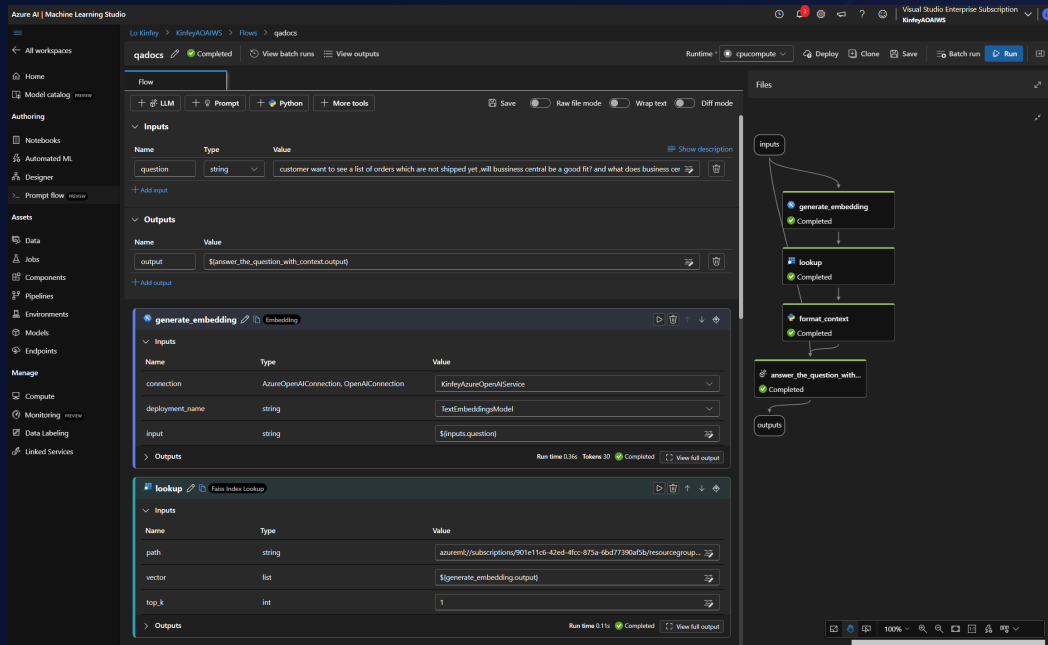 Azure AI | Machine Learning Studio
3
Visual Studio Enterprise Subscription
KinfeyAOAIWS
Lo Kinfey > KinfeyAOAIWS > Flows > qadocs
All workspaces
Home
Model catalog PREVIEW
Authoring
Notebooks
Automated ML
Designer
Prompt flow PREVIEW
Assets
Data
Jobs
Components
Pipelines
Environments
Models
Endpoints
Manage
Compute
Monitoring PREVIEW
Data Labeling
Linked Services
qadocs Completed View batch runs View outputs
Runtime * cpucompute Deploy Clone Save Batch run Run
Flow
+ LLM + Prompt + Python + More tools
Save Raw file mode Wrap text Diff mode
Inputs
Name Type Value Show description
question string customer want to see a list of orders which are not shipped yet ,will bussiness central be a good fit? and what does business cer
+ Add input
Outputs
Name Value
output ${answer_the_question_with_context.output}
+ Add output
generate_embedding Embedding
Inputs
Name Type Value
connection AzureOpenAIConnection, OpenAIConnection KinfeyAzureOpenAIService
deployment_name string TextEmbeddingsModel
input string ${inputs.question}
Outputs Run time 0.36s Tokens 30 Completed View full output
lookup Faiss Index Lookup
Inputs
Name Type Value
path string azureml://subscriptions/901e11c6-42ed-4fcc-875a-6bd77390af5b/resourcegroup...
vector list ${generate_embedding.output}
top_k int 1
Outputs Run time 0.11s Completed View full output
Files
inputs
generate_embedding
Completed
lookup
Completed
format_context
Completed
answer_the_question_with...
Completed
outputs
100%